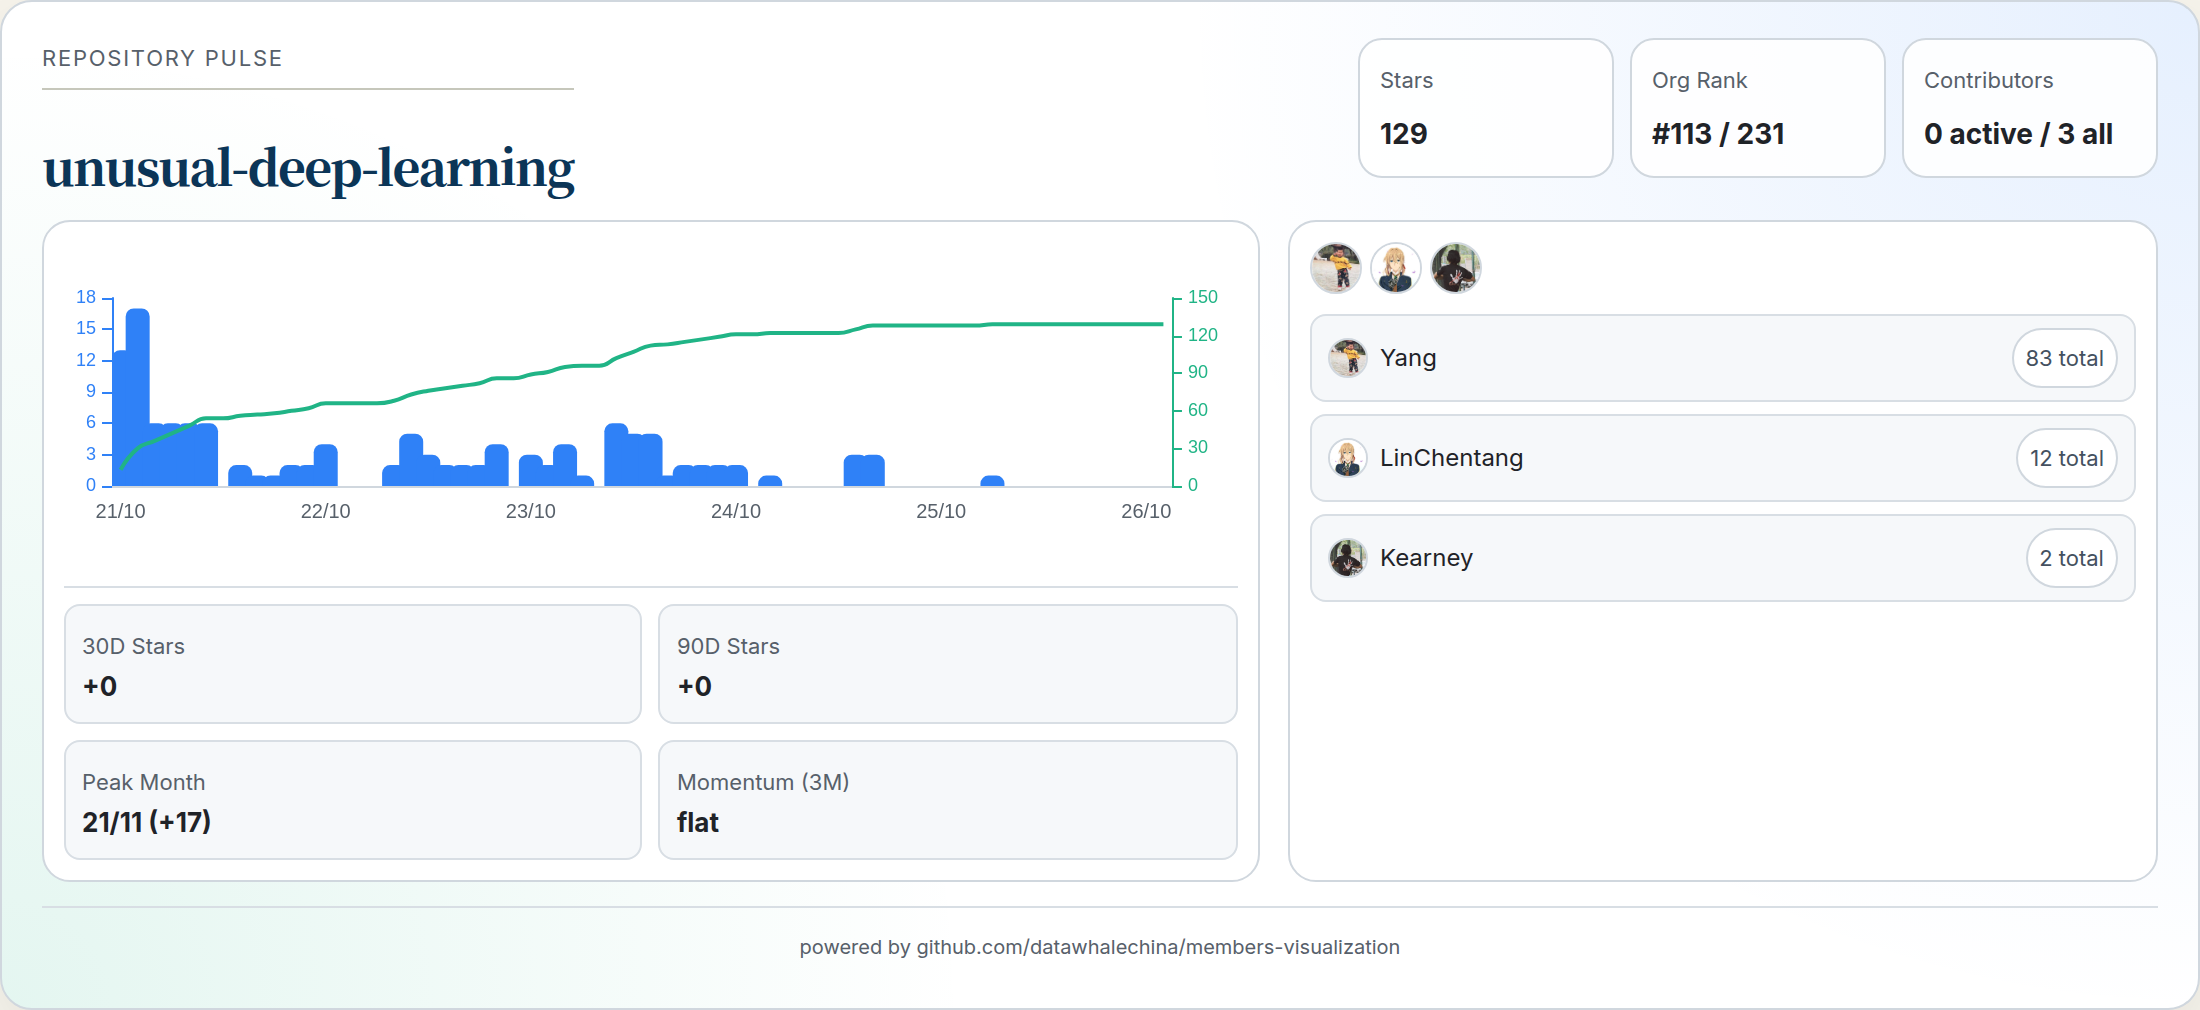 REPOSITORY PULSE
unusual-deep-learning
Stars
129
Org Rank
#113 / 231
Contributors
0 active / 3 all
18
15
12
9
6
3
0
150
120
90
60
30
0
21/10
22/10
23/10
24/10
25/10
26/10
30D Stars
+0
90D Stars
+0
Peak Month
21/11 (+17)
Momentum (3M)
flat
Yang
83 total
LinChentang
12 total
Kearney
2 total
powered by github.com/datawhalechina/members-visualization